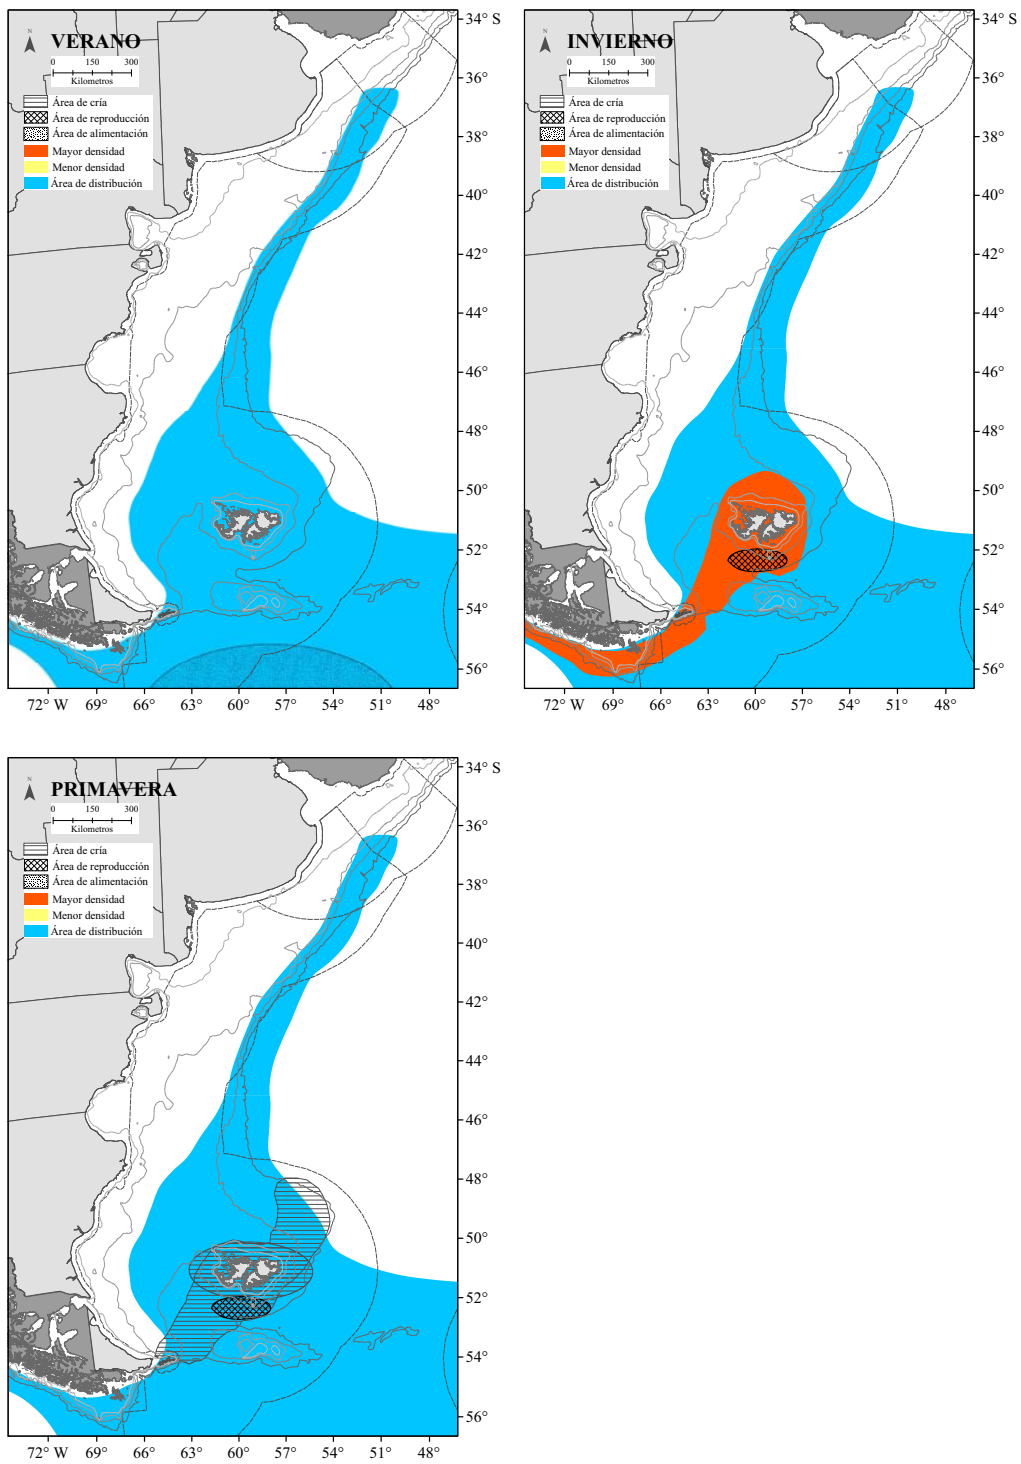 N
VERANO
0 150 300
Kilometros
Área de cría
Área de reproducción
Área de alimentación
Mayor densidad
Menor densidad
Área de distribución
34° S
36°
38°
40°
42°
44°
46°
48°
50°
52°
54°
56°
72° W 69° 66° 63° 60° 57° 51° 48°
N
INVIERNO
0 150 300
Kilometros
Área de cría
Área de reproducción
Área de alimentación
Mayor densidad
Menor densidad
Área de distribución
34° S
36°
38°
40°
42°
44°
46°
48°
50°
52°
54°
56°
72° W 69° 66° 63° 60° 57° 51° 48°
N
PRIMAVERA
0 150 300
Kilometros
Área de cría
Área de reproducción
Área de alimentación
Mayor densidad
Menor densidad
Área de distribución
34° S
36°
38°
40°
42°
44°
46°
48°
50°
52°
54°
56°
72° W 69° 66° 63° 60° 57° 51° 48°